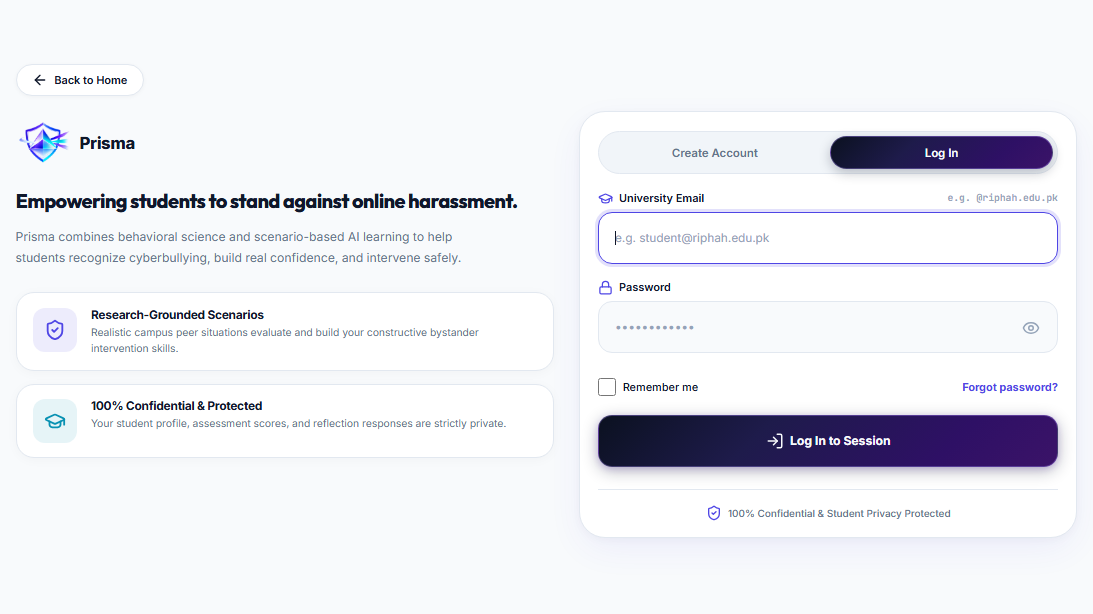 Back to Home
Prisma
Empowering students to stand against online harassment.
Prisma combines behavioral science and scenario-based AI learning to help
students recognize cyberbullying, build real confidence, and intervene safely.
Research-Grounded Scenarios
Realistic campus peer situations evaluate and build your constructive bystander
intervention skills.
100% Confidential & Protected
Your student profile, assessment scores, and reflection responses are strictly private.
Create Account
Log In
University Email
e.g. @riphah.edu.pk
e.g. student@riphah.edu.pk
Password
••••••••••••
Remember me
Forgot password?
Log In to Session
100% Confidential & Student Privacy Protected